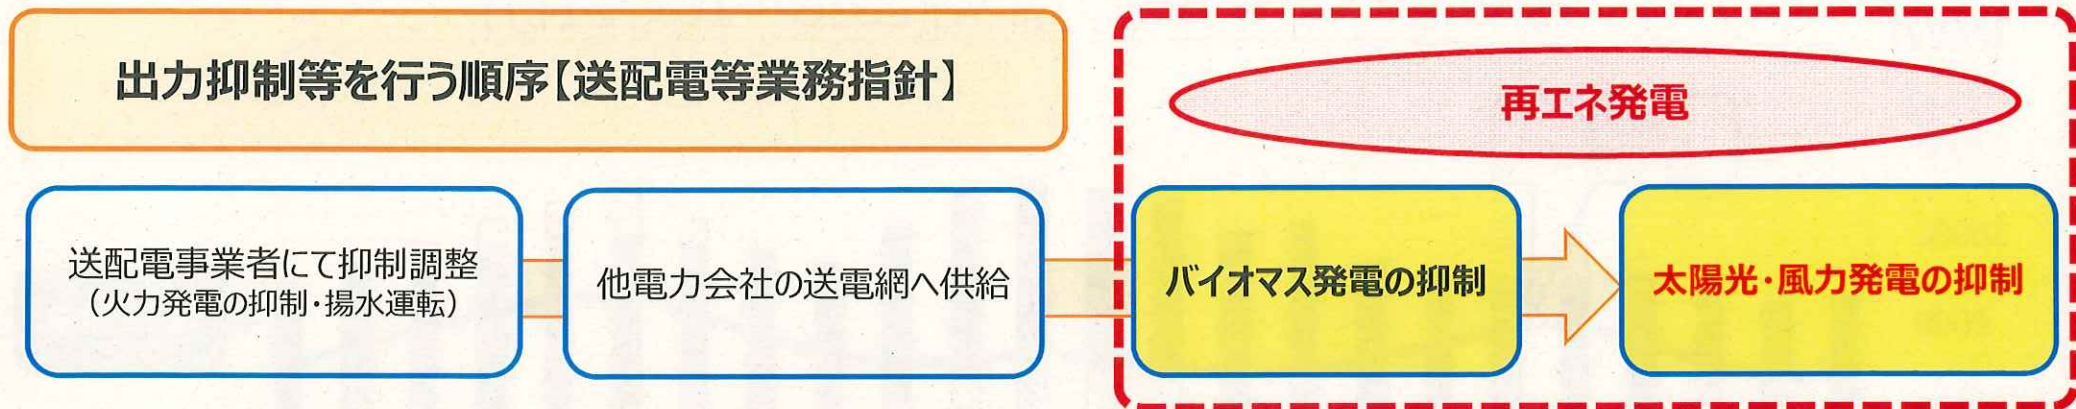 出力抑制等を行う順序【送配電等業務指針】
再エネ発電
送配電事業者にて抑制調整
（火力発電の抑制・揚水運転）
他電力会社の送電網へ供給
バイオマス発電の抑制
太陽光・風力発電の抑制